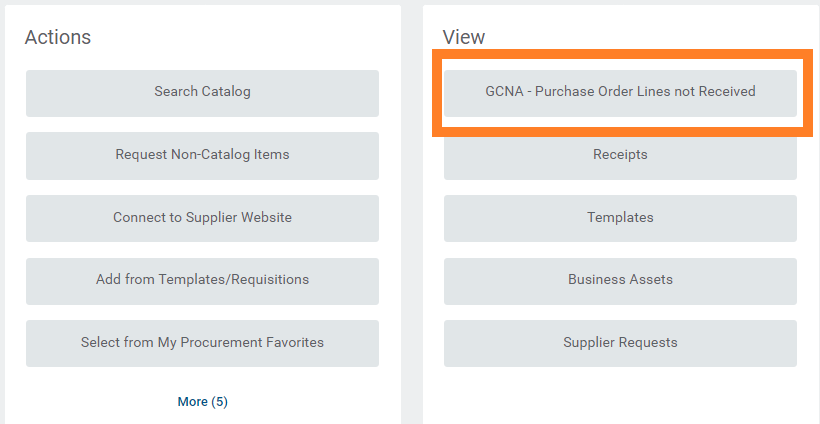 Actions
Search Catalog
Request Non-Catalog Items
Connect to Supplier Website
Add from Templates/Requisitions
Select from My Procurement Favorites
More (5)
View
GCNA - Purchase Order Lines not Received
Receipts
Templates
Business Assets
Supplier Requests